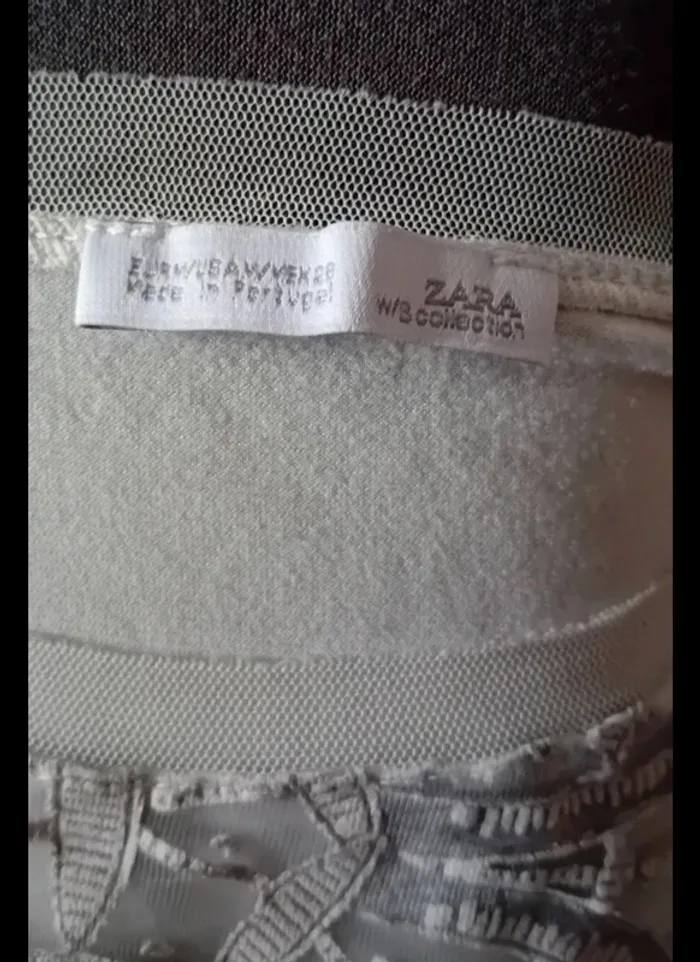 EUR M/USA M/MEX 28
Made in Portugal
ZARA
W/B collection